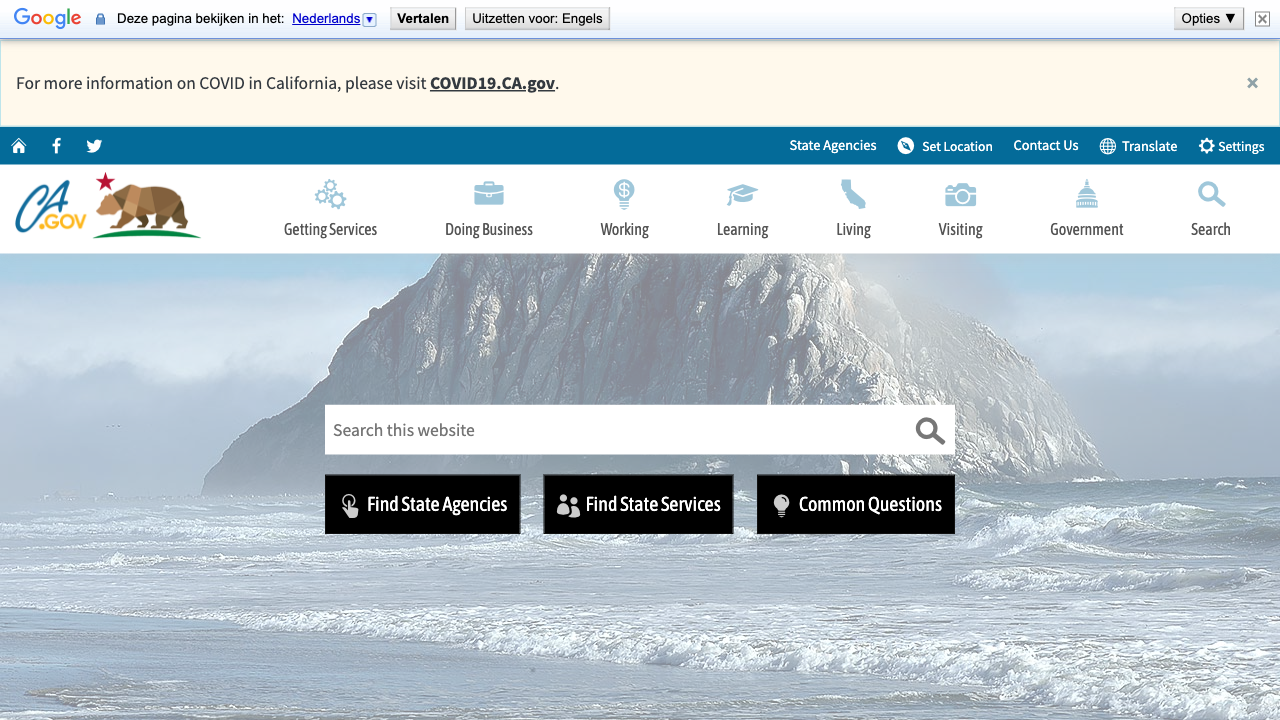 Google Deze pagina bekijken in het: Nederlands ▼ Vertalen Uitzetten voor: Engels Opties ▼
For more information on COVID in California, please visit COVID19.CA.gov. ×
State Agencies Set Location Contact Us Translate Settings
CA.GOV Getting Services Doing Business Working Learning Living Visiting Government Search
Search this website
Find State Agencies Find State Services Common Questions